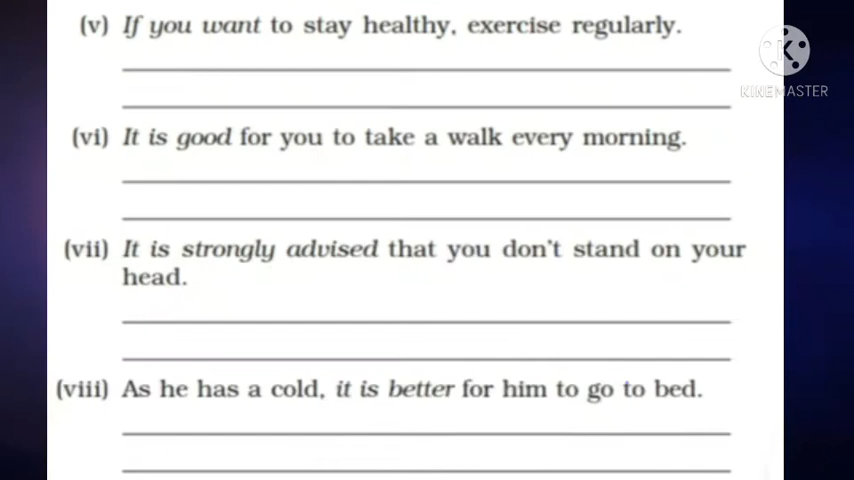 (v) If you want to stay healthy, exercise regularly.
KINEMASTER
(vi) It is good for you to take a walk every morning.
(vii) It is strongly advised that you don't stand on your
head.
(viii) As he has a cold, it is better for him to go to bed.